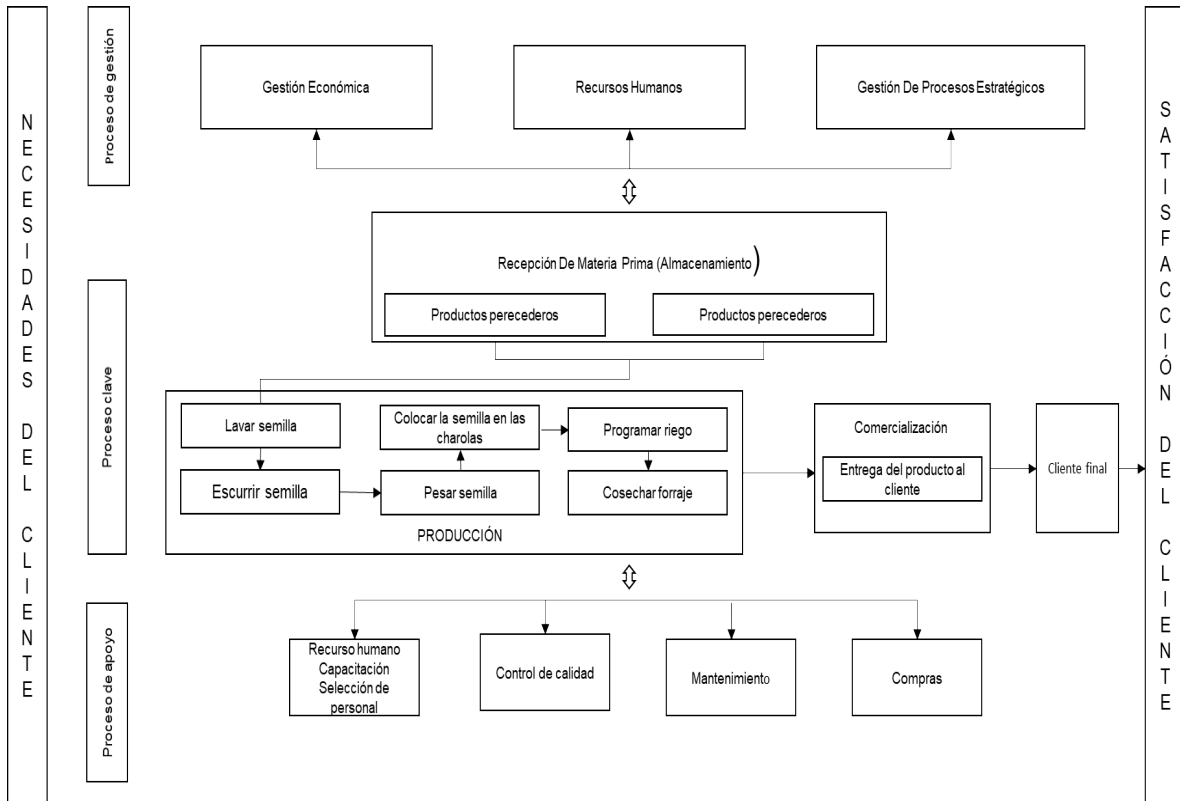 NECESIDADES DEL CLIENTE
Proceso de gestión
Gestión Económica
Recursos Humanos
Gestión De Procesos Estratégicos
Proceso clave
Recepción De Materia Prima (Almacenamiento)
Productos perecederos
Productos perecederos
Lavar semilla
Escurrir semilla
Colocar la semilla en las
charolas
Pesar semilla
Programar riego
Cosechar forraje
PRODUCCIÓN
Comercialización
Entrega del producto al
cliente
Cliente final
Proceso de apoyo
Recurso humano
Capacitación
Selección de
personal
Control de calidad
Mantenimiento
Compras
SATISFACCIÓN DEL CLIENTE